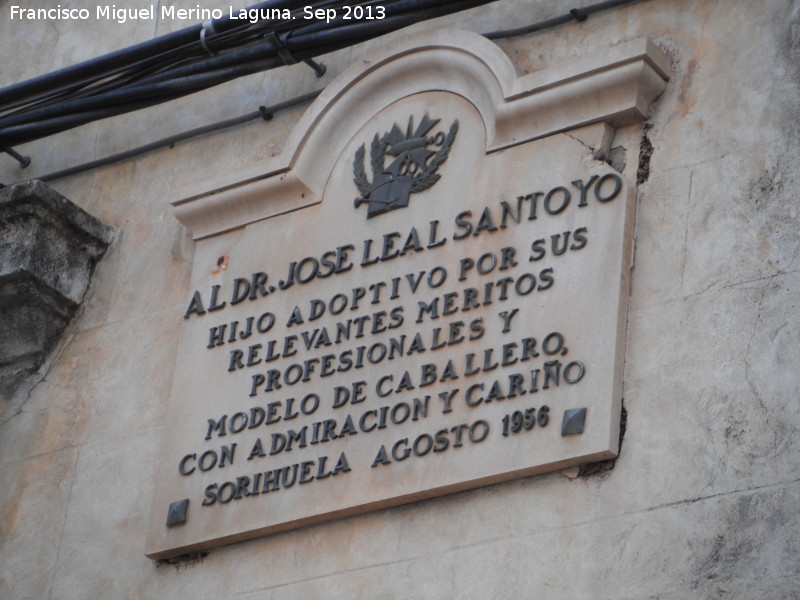 Francisco Miguel Merino Laguna. Sep 2013
AL DR. JOSE LEAL SANTOYO
HIJO ADOPTIVO POR SUS
RELEVANTES MERITOS
PROFESIONALES Y
MODELO DE CABALLERO,
CON ADMIRACION Y CARIÑO
SORIHUELA AGOSTO 1956